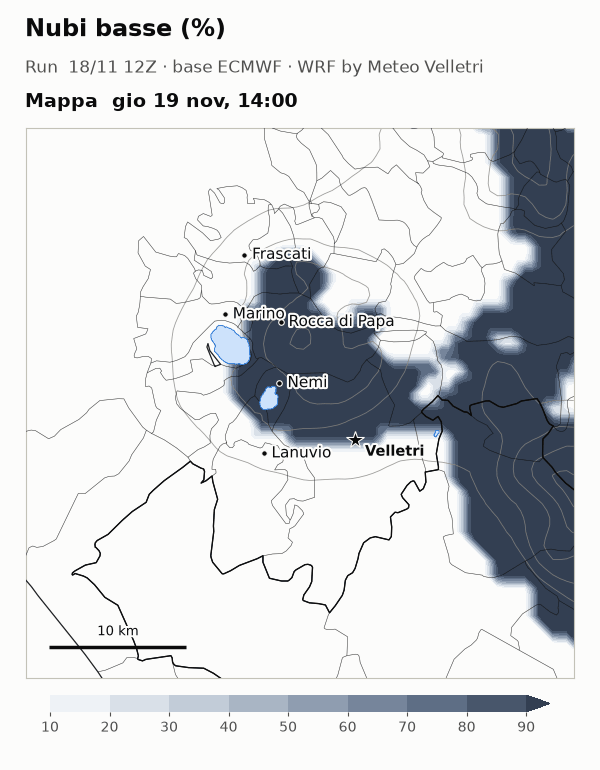 Nubi basse (%)
Run  18/11 12Z · base ECMWF · WRF by Meteo Velletri
Mappa  gio 19 nov, 14:00
Frascati
Marino
Rocca di Papa
Nemi
Velletri
Lanuvio
10 km
10 20 30 40 50 60 70 80 90